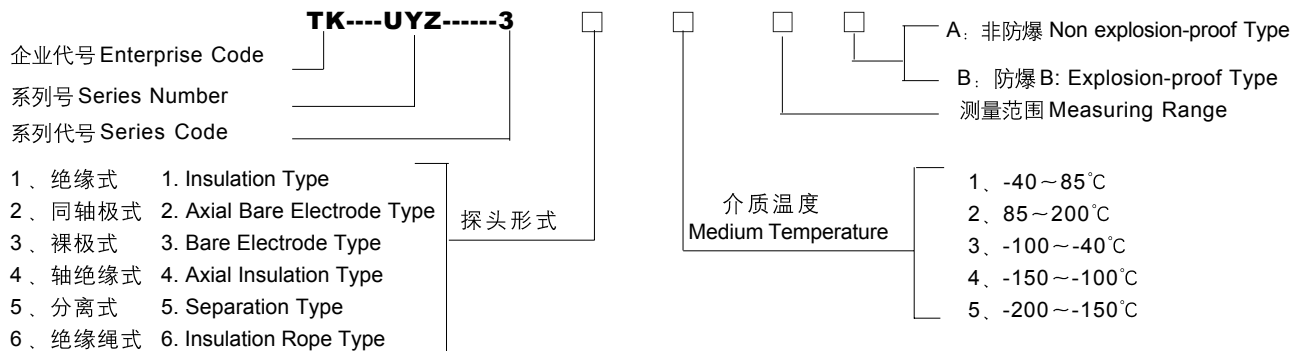 TK----UYZ------3 □ □ □ □
企业代号 Enterprise Code
系列号 Series Number
系列代号 Series Code
1、绝缘式 1. Insulation Type
2、同轴极式 2. Axial Bare Electrode Type
3、裸极式 3. Bare Electrode Type
4、轴绝缘式 4. Axial Insulation Type
5、分离式 5. Separation Type
6、绝缘绳式 6. Insulation Rope Type
探头形式
介质温度
Medium Temperature
1、-40～85℃
2、85～200℃
3、-100～-40℃
4、-150～-100℃
5、-200～-150℃
测量范围 Measuring Range
A：非防爆 Non explosion-proof Type
B：防爆 B: Explosion-proof Type